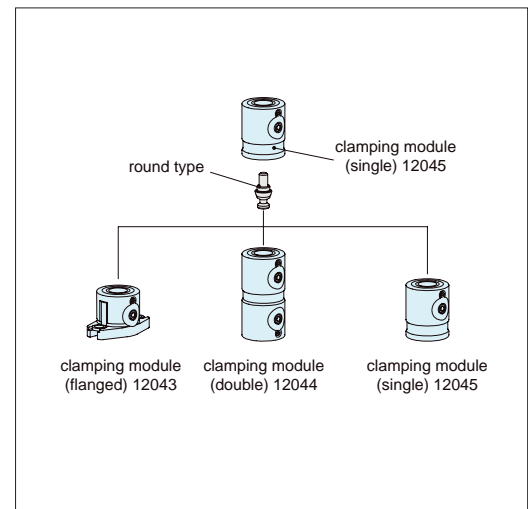 clamping module
(single) 12045
round type
clamping module
(flanged) 12043
clamping module
(double) 12044
clamping module
(single) 12045